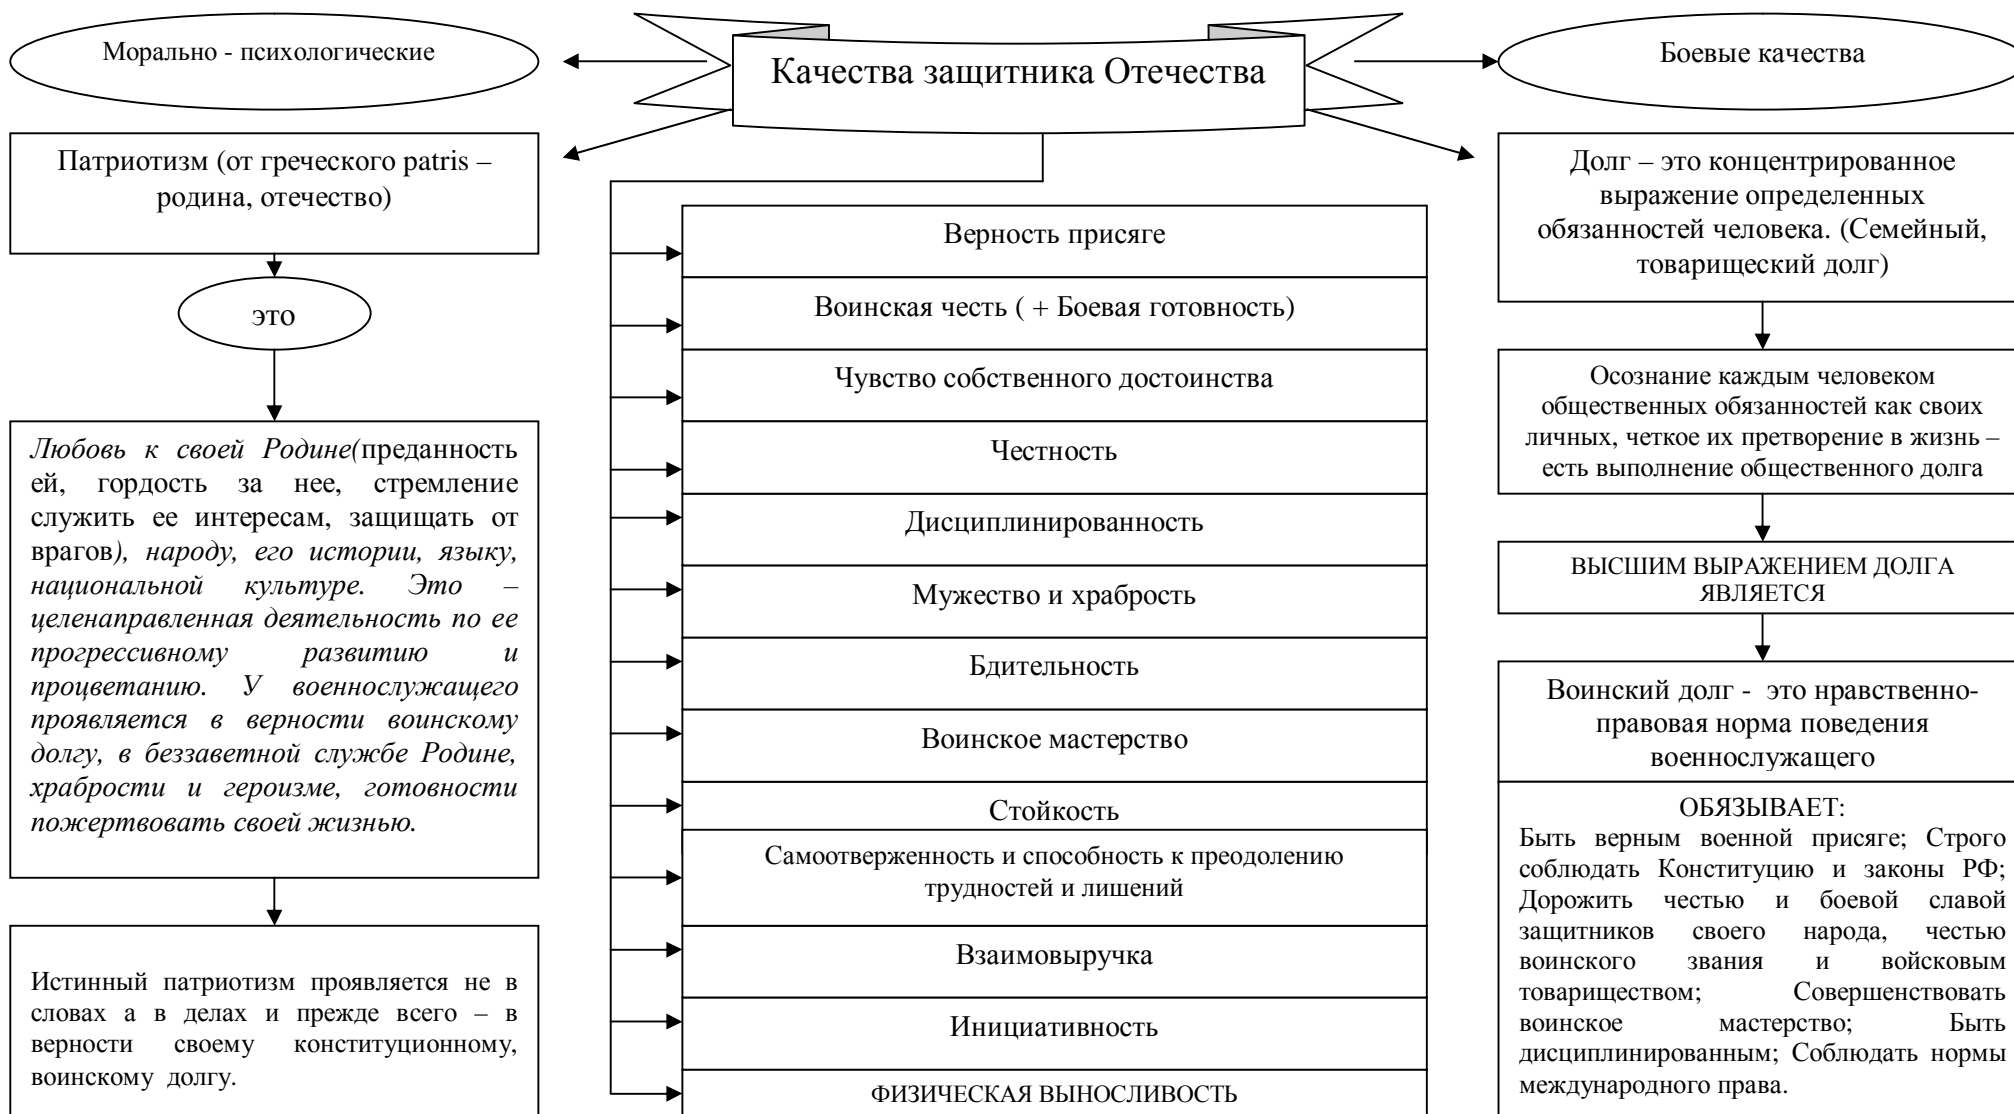 Качества защитника Отечества
Морально - психологические
Патриотизм (от греческого patris –
родина, отечество)
это
Любовь к своей Родине(преданность
ей, гордость за нее, стремление
служить ее интересам, защищать от
врагов), народу, его истории, языку,
национальной культуре. Это –
целенаправленная деятельность по ее
прогрессивному развитию и
процветанию. У военнослужащего
проявляется в верности воинскому
долгу, в беззаветной службе Родине,
храбрости и героизме, готовности
пожертвовать своей жизнью.
Истинный патриотизм проявляется не в
словах а в делах и прежде всего – в
верности своему конституционному,
воинскому долгу.
Верность присяге
Воинская честь ( + Боевая готовность)
Чувство собственного достоинства
Честность
Дисциплинированность
Мужество и храбрость
Бдительность
Воинское мастерство
Стойкость
Самоотверженность и способность к преодолению
трудностей и лишений
Взаимовыручка
Инициативность
ФИЗИЧЕСКАЯ ВЫНОСЛИВОСТЬ
Боевые качества
Долг – это концентрированное
выражение определенных
обязанностей человека. (Семейный,
товарищеский долг)
Осознание каждым человеком
общественных обязанностей как своих
личных, четкое их претворение в жизнь –
есть выполнение общественного долга
ВЫСШИМ ВЫРАЖЕНИЕМ ДОЛГА
ЯВЛЯЕТСЯ
Воинский долг - это нравственно-
правовая норма поведения
военнослужащего
ОБЯЗЫВАЕТ:
Быть верным военной присяге; Строго
соблюдать Конституцию и законы РФ;
Дорожить честью и боевой славой
защитников своего народа, честью
воинского звания и войсковым
товариществом; Совершенствовать
воинское мастерство; Быть
дисциплинированным; Соблюдать нормы
международного права.